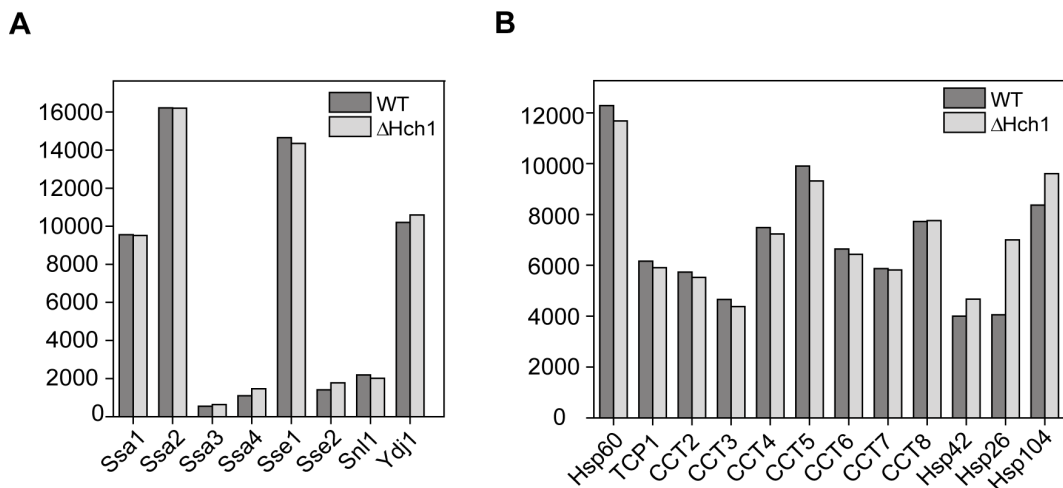 A
WT
ΔHch1
16000
14000
12000
10000
8000
6000
4000
2000
0
Ssa1
Ssa2
Ssa3
Ssa4
Sse1
Sse2
Snl1
Ydj1
B
WT
ΔHch1
12000
10000
8000
6000
4000
2000
0
Hsp60
TCP1
CCT2
CCT3
CCT4
CCT5
CCT6
CCT7
CCT8
Hsp42
Hsp26
Hsp104